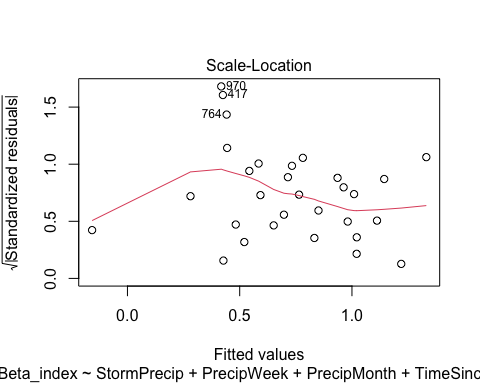 Scale-Location
√|Standardized residuals|
1.5
1.0
0.5
0.0
970
417
764
0.0
0.5
1.0
Fitted values
Beta_index ~ StormPrecip + PrecipWeek + PrecipMonth + TimeSinc